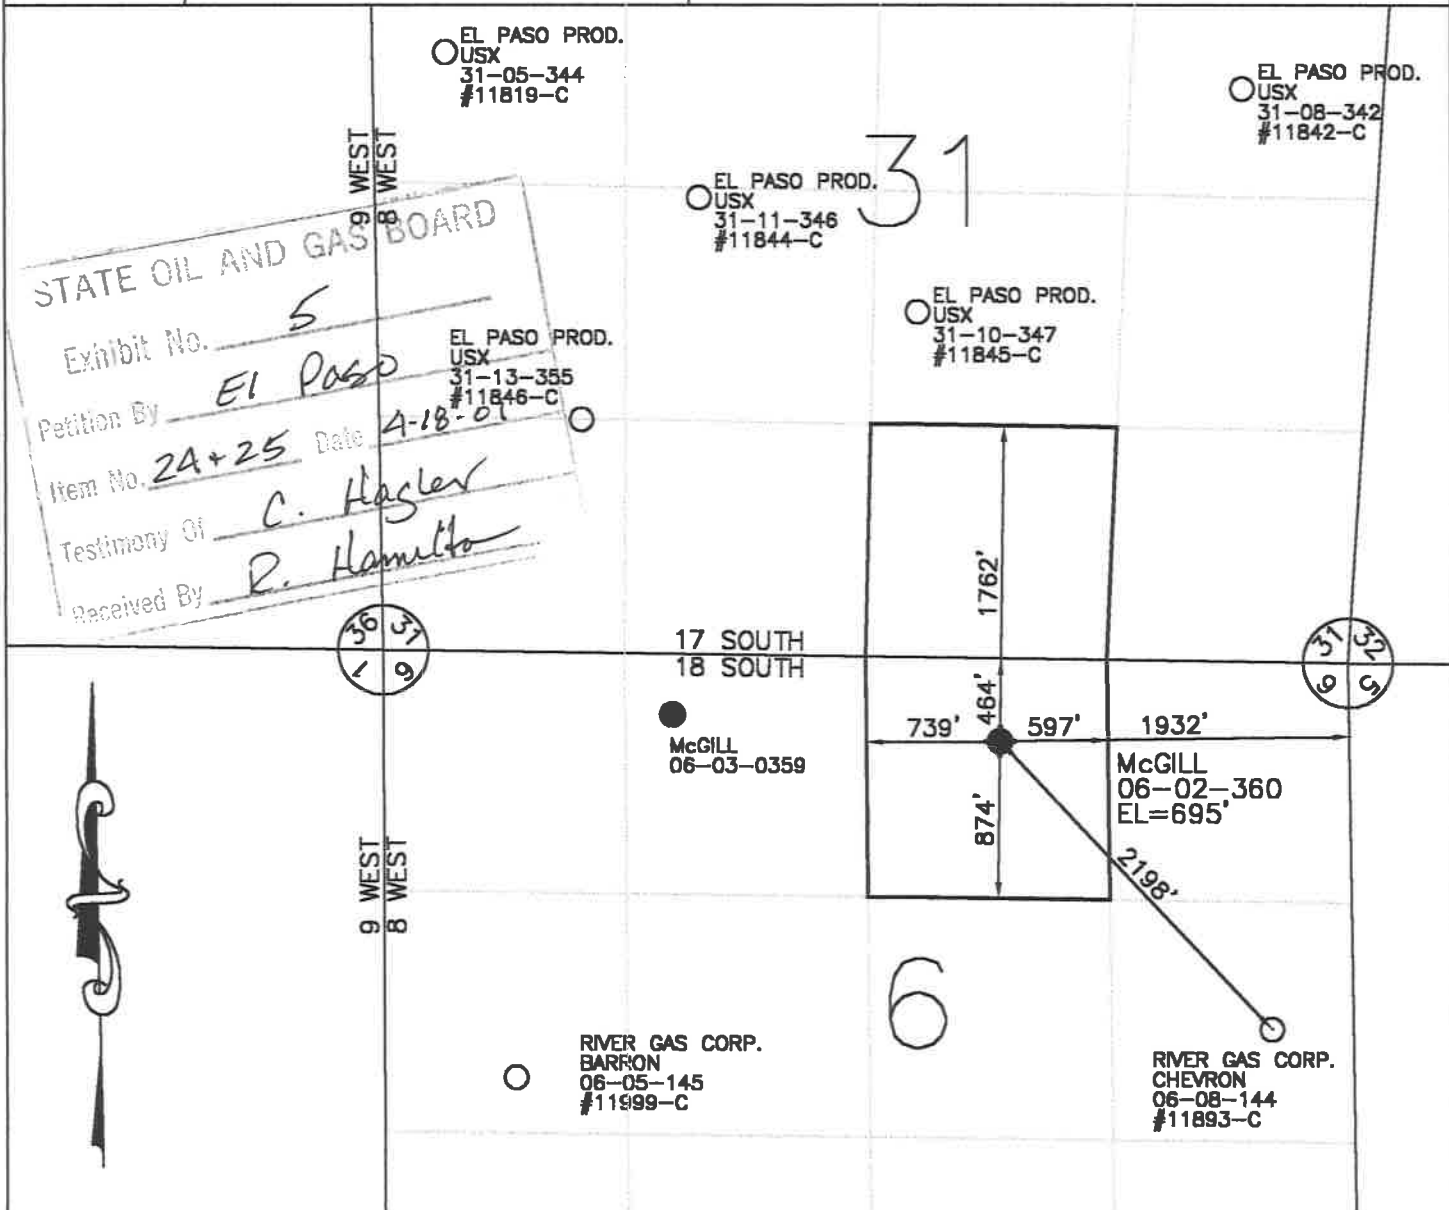 EL PASO PROD.
USX
31-05-344
#11819-C
EL PASO PROD.
USX
31-08-342
#11842-C
31
EL PASO PROD.
USX
31-11-346
#11844-C
9 WEST
8 WEST
EL PASO PROD.
USX
31-10-347
#11845-C
STATE OIL AND GAS BOARD
Exhibit No. 5
Petition By El Paso
Item No. 24+25 Date 4-18-01
Testimony Of C. Hagler
Received By R. Hamilton
EL PASO PROD.
USX
31-13-355
#11846-C
1762'
36 31
1 6
17 SOUTH
18 SOUTH
31 32
6 5
464'
739'
597'
1932'
McGILL
06-03-0359
McGILL
06-02-360
EL=695'
874'
2198'
9 WEST
8 WEST
6
RIVER GAS CORP.
BARRON
06-05-145
#11999-C
RIVER GAS CORP.
CHEVRON
06-08-144
#11893-C